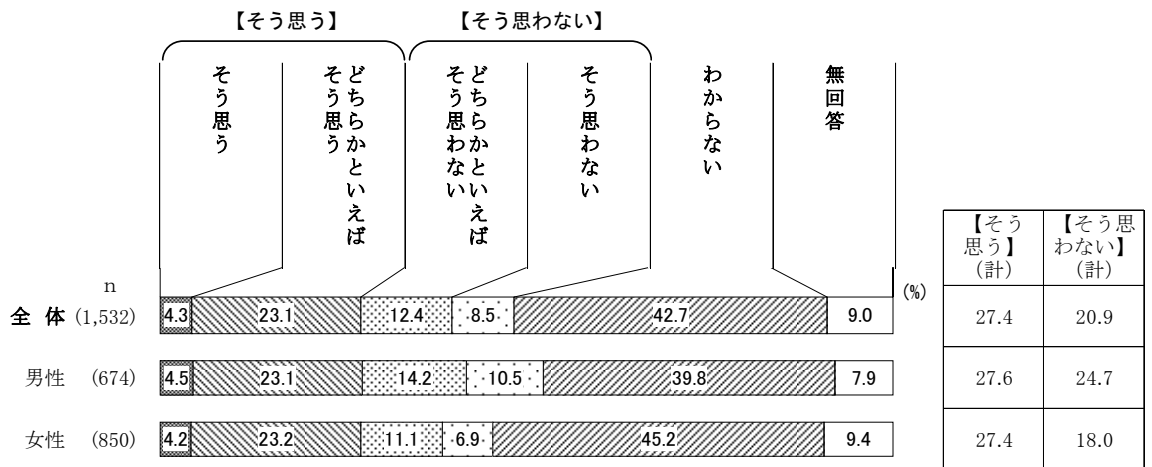 【そう思う】
【そう思わない】
そう思う
どちらかといえば
そう思う
どちらかといえば
そう思わない
そう思わない
わからない
無回答
【そう
思う】
(計)
【そう思
わない】
(計)
n
(%)
全 体 (1,532) 4.3 23.1 12.4 8.5 42.7 9.0 27.4 20.9
男性 (674) 4.5 23.1 14.2 10.5 39.8 7.9 27.6 24.7
女性 (850) 4.2 23.2 11.1 6.9 45.2 9.4 27.4 18.0